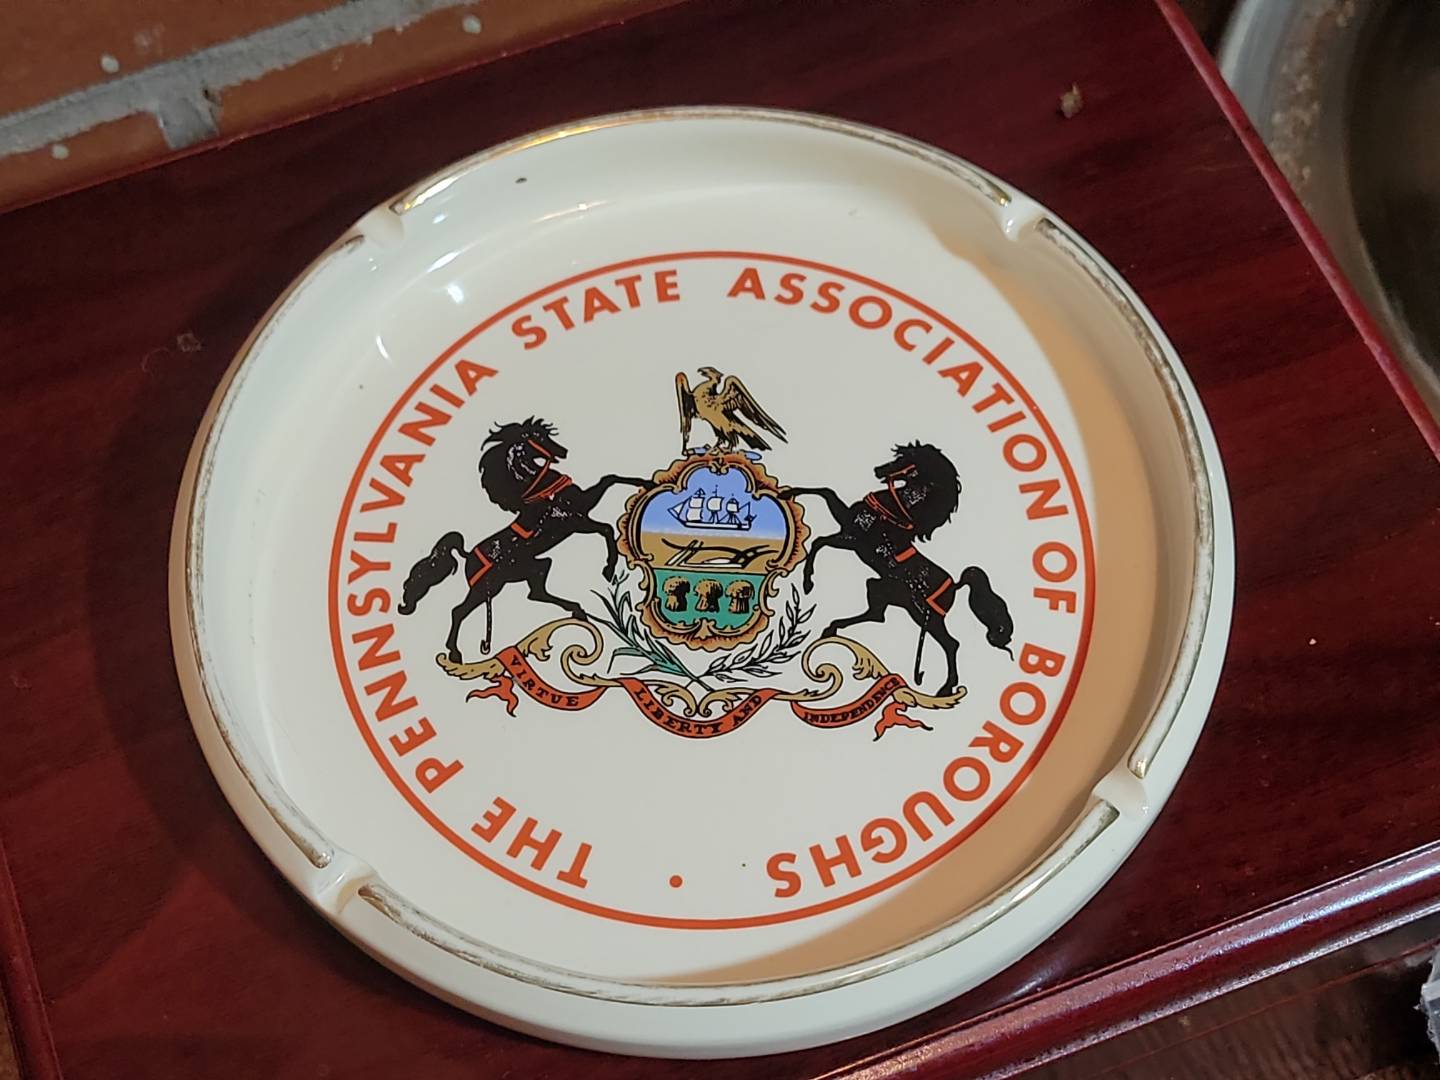 THE PENNSYLVANIA STATE ASSOCIATION OF BOROUGHS •
VIRTUE LIBERTY AND INDEPENDENCE